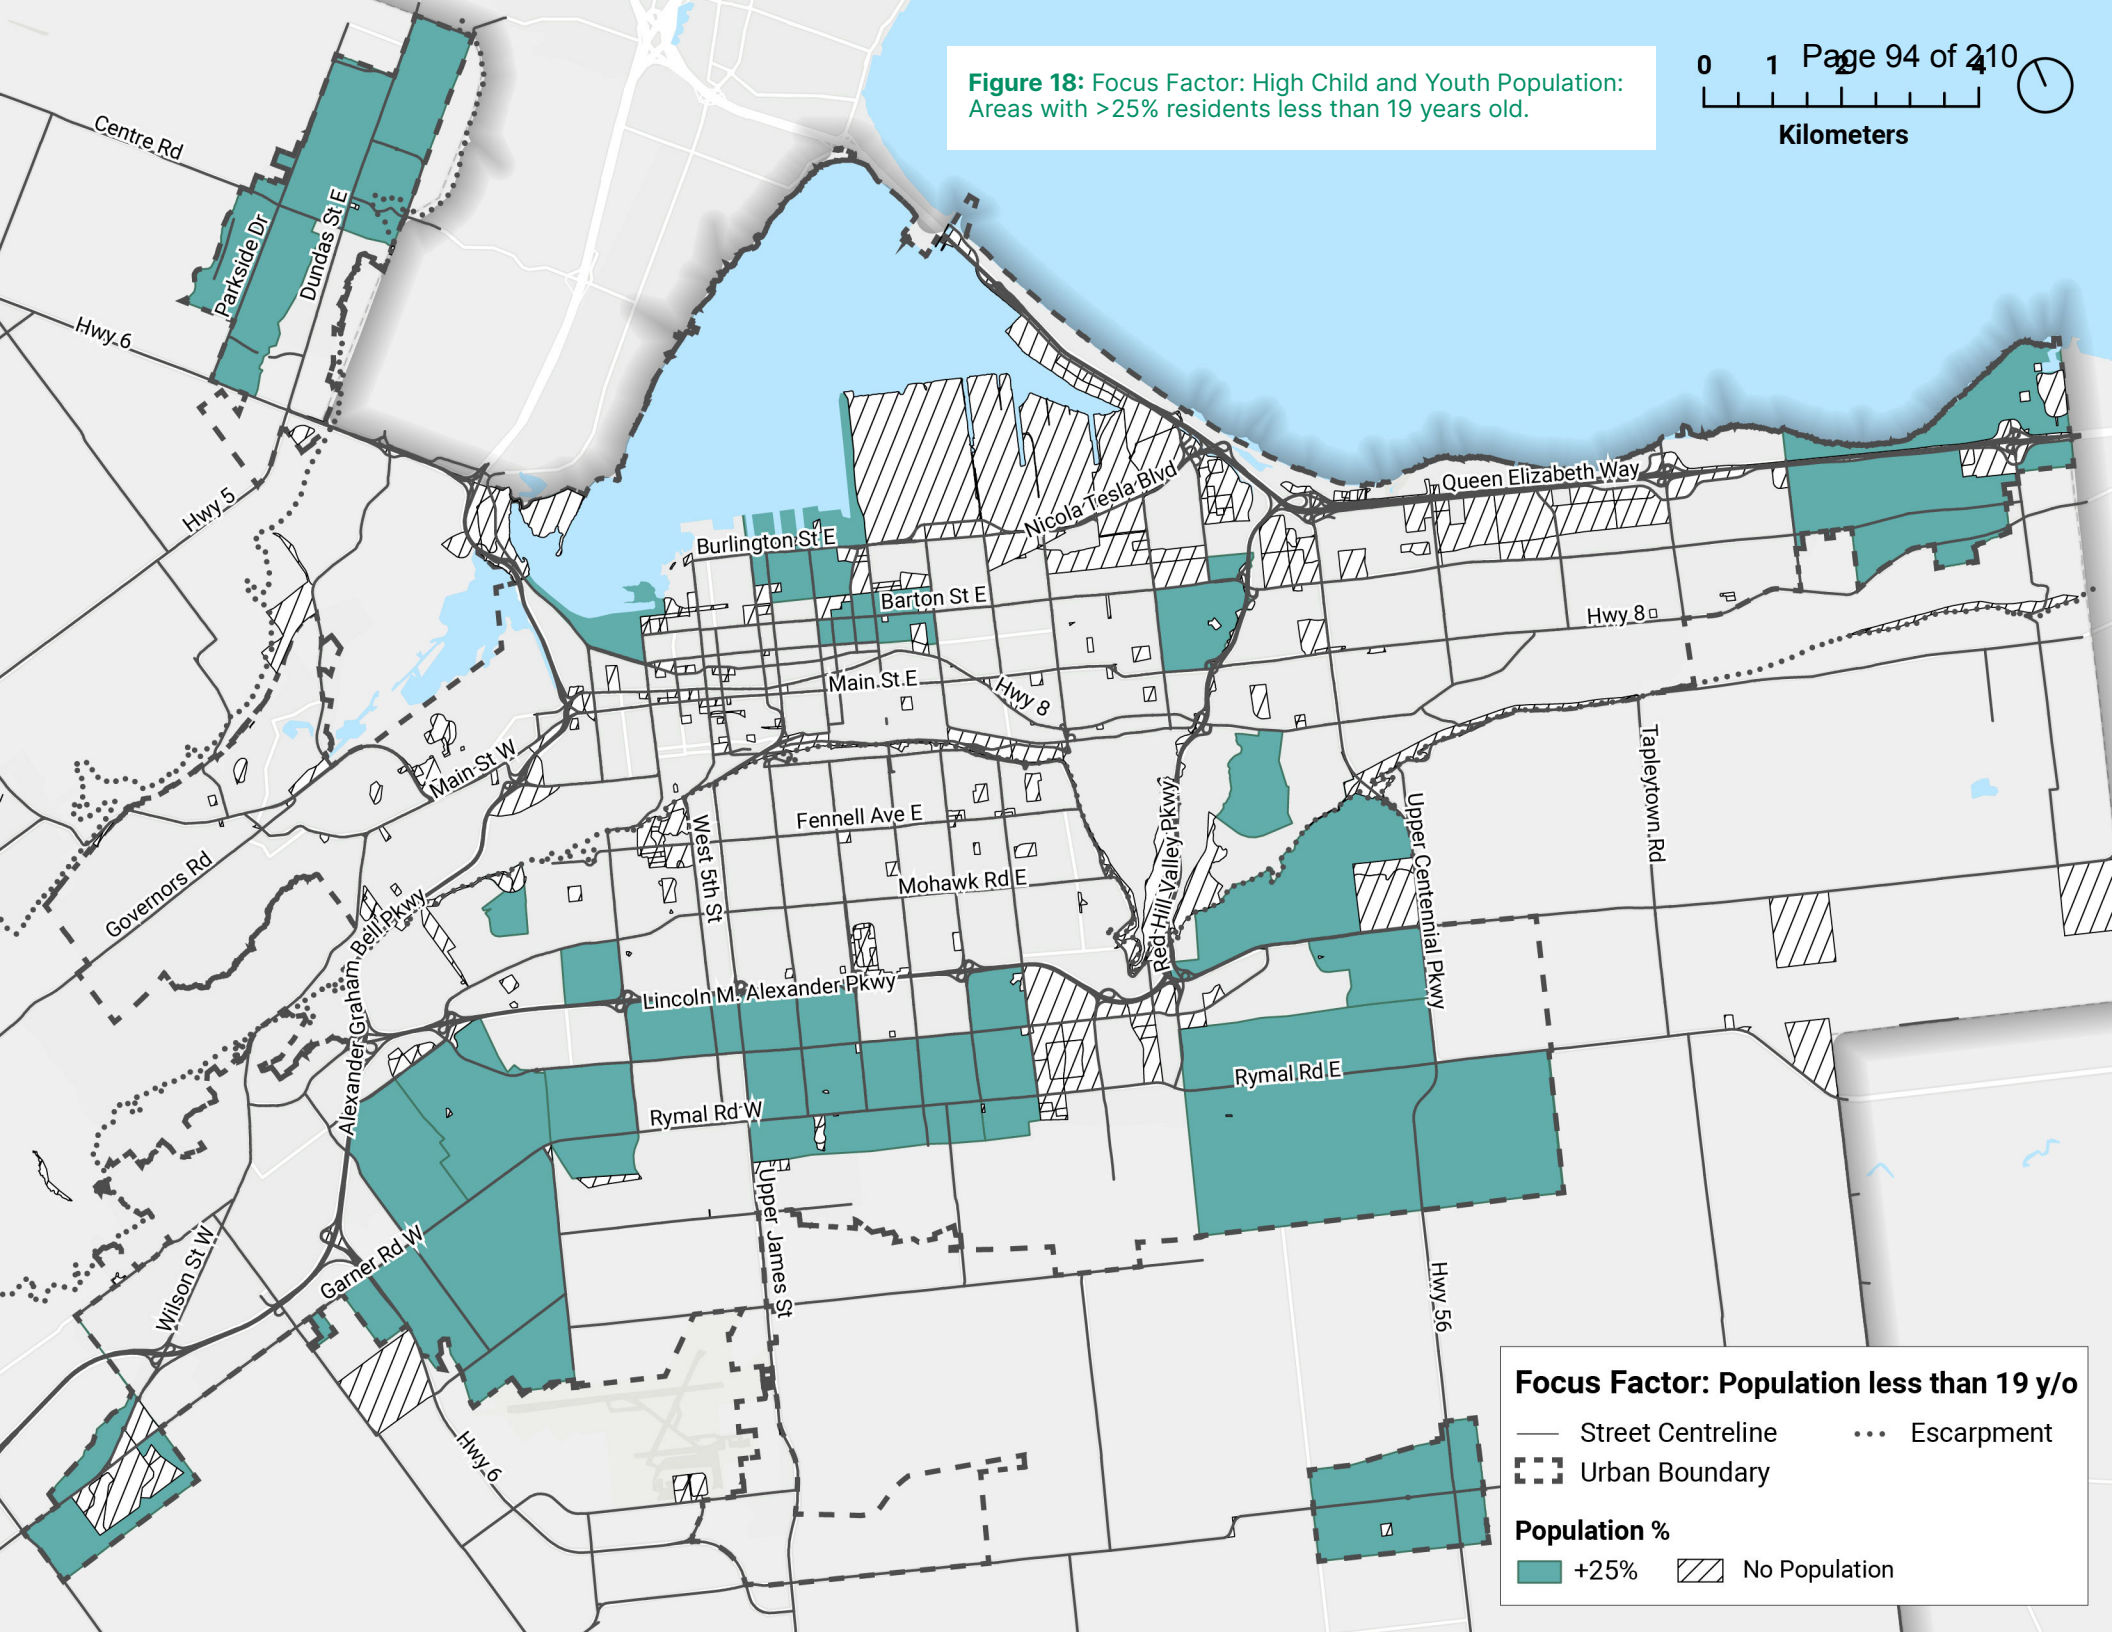 Page 94 of 210
Figure 18: Focus Factor: High Child and Youth Population:
Areas with >25% residents less than 19 years old.
0 1 2 4
Kilometers
Centre Rd
Parkside Dr
Dundas St E
Hwy 6
Hwy 5
Burlington St E
Nicola Tesla Blvd
Queen Elizabeth Way
Barton St E
Hwy 8
Main St E
Hwy 8
Main St W
Governors Rd
Fennell Ave E
West 5th St
Mohawk Rd E
Red Hill Valley Pkwy
Upper Centennial Pkwy
Tapleytown Rd
Alexander Graham Bell Pkwy
Lincoln M. Alexander Pkwy
Rymal Rd E
Rymal Rd W
Upper James St
Garner Rd W
Wilson St W
Hwy 56
Hwy 6
Focus Factor: Population less than 19 y/o
Street Centreline
Escarpment
Urban Boundary
Population %
+25%
No Population